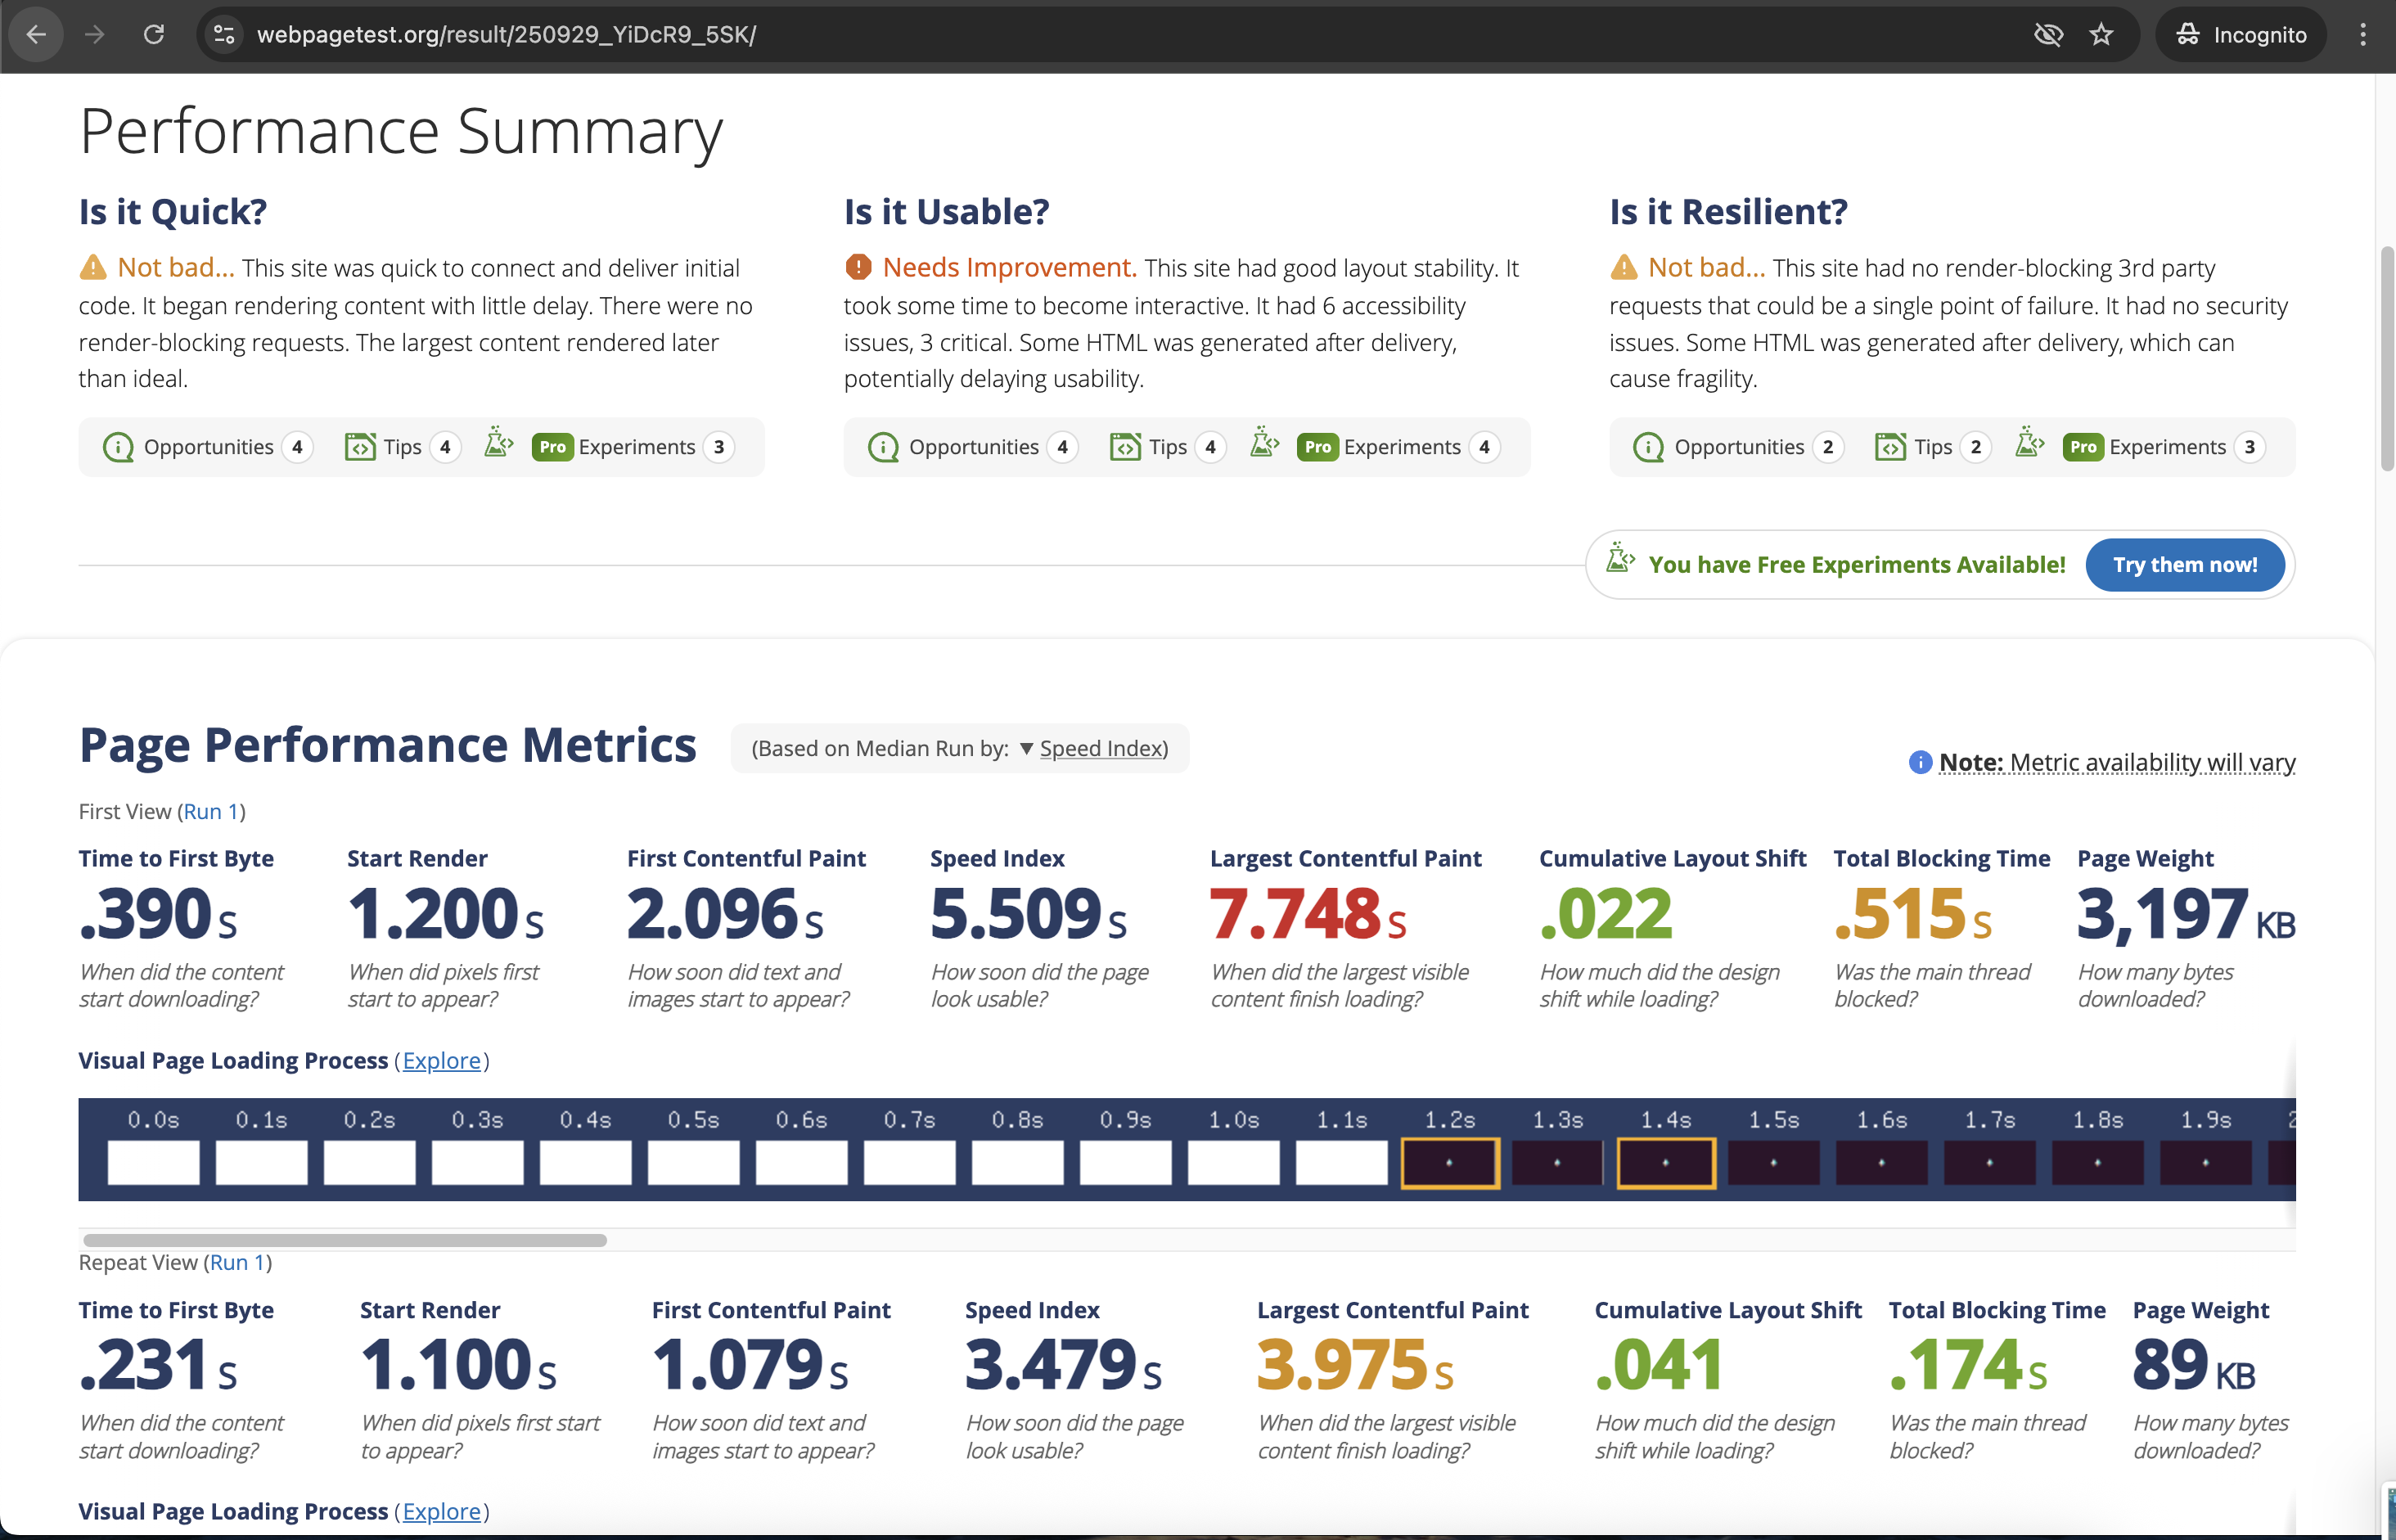 webpagetest.org/result/250929_YiDcR9_5SK/
Incognito
Performance Summary
Is it Quick?
Not bad... This site was quick to connect and deliver initial
code. It began rendering content with little delay. There were no
render-blocking requests. The largest content rendered later
than ideal.
Opportunities 4 Tips 4 Pro Experiments 3
Is it Usable?
Needs Improvement. This site had good layout stability. It
took some time to become interactive. It had 6 accessibility
issues, 3 critical. Some HTML was generated after delivery,
potentially delaying usability.
Opportunities 4 Tips 4 Pro Experiments 4
Is it Resilient?
Not bad... This site had no render-blocking 3rd party
requests that could be a single point of failure. It had no security
issues. Some HTML was generated after delivery, which can
cause fragility.
Opportunities 2 Tips 2 Pro Experiments 3
You have Free Experiments Available! Try them now!
Page Performance Metrics (Based on Median Run by: ▼ Speed Index)
Note: Metric availability will vary
First View (Run 1)
Time to First Byte
.390 s
When did the content
start downloading?
Start Render
1.200 s
When did pixels first
start to appear?
First Contentful Paint
2.096 s
How soon did text and
images start to appear?
Speed Index
5.509 s
How soon did the page
look usable?
Largest Contentful Paint
7.748 s
When did the largest visible
content finish loading?
Cumulative Layout Shift
.022
How much did the design
shift while loading?
Total Blocking Time
.515 s
Was the main thread
blocked?
Page Weight
3,197 KB
How many bytes
downloaded?
Visual Page Loading Process (Explore)
0.0s 0.1s 0.2s 0.3s 0.4s 0.5s 0.6s 0.7s 0.8s 0.9s 1.0s 1.1s 1.2s 1.3s 1.4s 1.5s 1.6s 1.7s 1.8s 1.9s 2
Repeat View (Run 1)
Time to First Byte
.231 s
When did the content
start downloading?
Start Render
1.100 s
When did pixels first start
to appear?
First Contentful Paint
1.079 s
How soon did text and
images start to appear?
Speed Index
3.479 s
How soon did the page
look usable?
Largest Contentful Paint
3.975 s
When did the largest visible
content finish loading?
Cumulative Layout Shift
.041
How much did the design
shift while loading?
Total Blocking Time
.174 s
Was the main thread
blocked?
Page Weight
89 KB
How many bytes
downloaded?
Visual Page Loading Process (Explore)